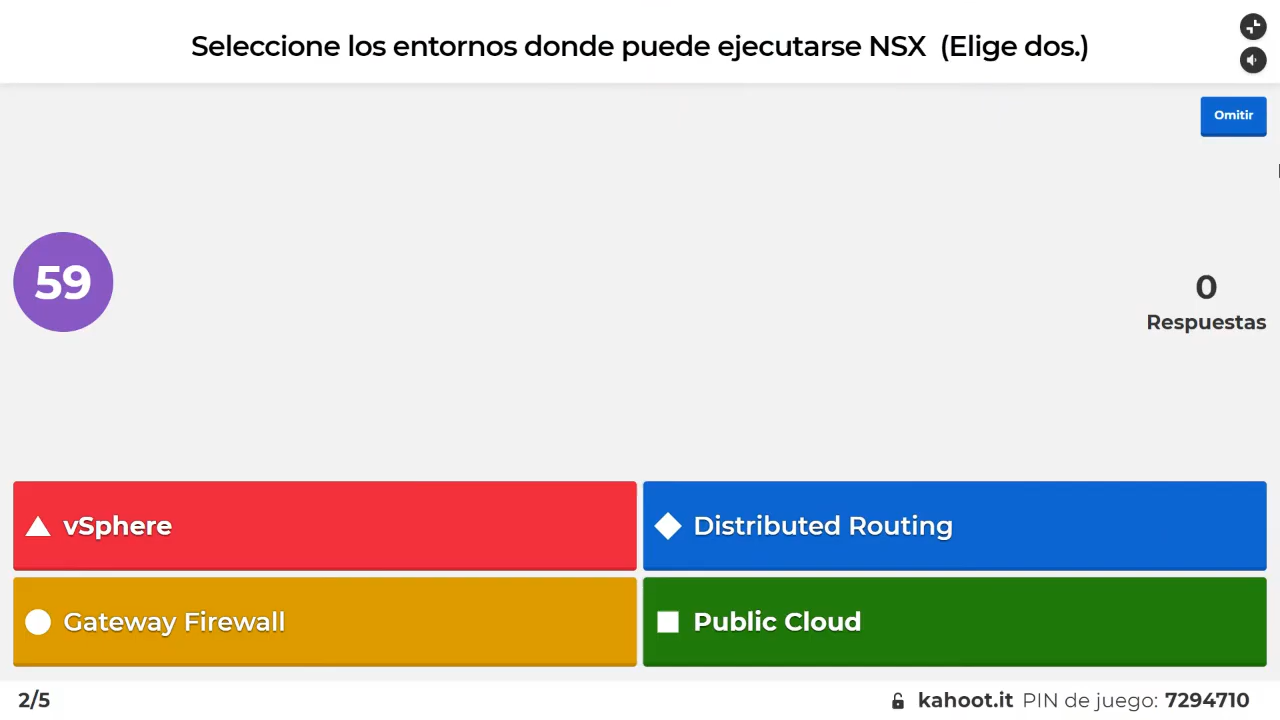 Seleccione los entornos donde puede ejecutarse NSX (Elige dos.)
Omitir
59
0
Respuestas
vSphere
Distributed Routing
Gateway Firewall
Public Cloud
2/5
kahoot.it PIN de juego: 7294710